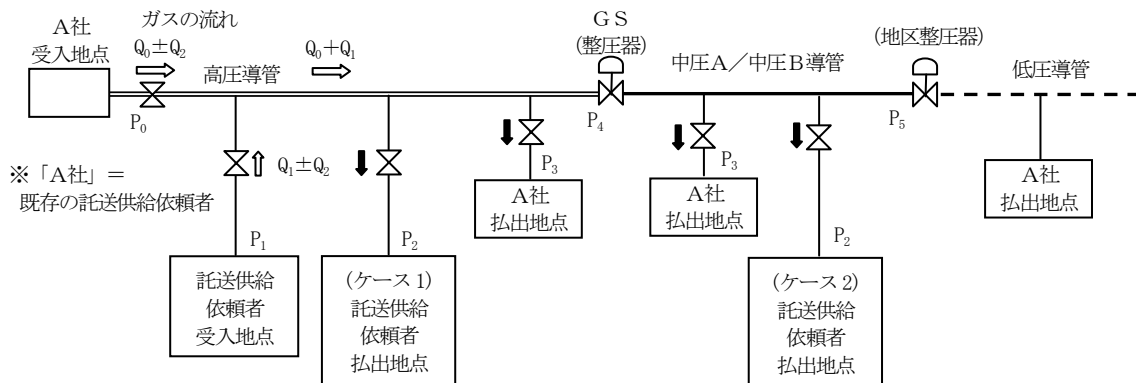 A社
受入地点
ガスの流れ
Q₀±Q₂
Q₀+Q₁
高圧導管
GS
(整圧器)
中圧A/中圧B導管
(地区整圧器)
低圧導管
P₀
P₄
P₅
P₃
P₃
※「A社」=
既存の託送供給依頼者
Q₁±Q₂
A社
払出地点
A社
払出地点
A社
払出地点
P₁
P₂
P₂
託送供給
依頼者
受入地点
(ケース1)
託送供給
依頼者
払出地点
(ケース2)
託送供給
依頼者
払出地点